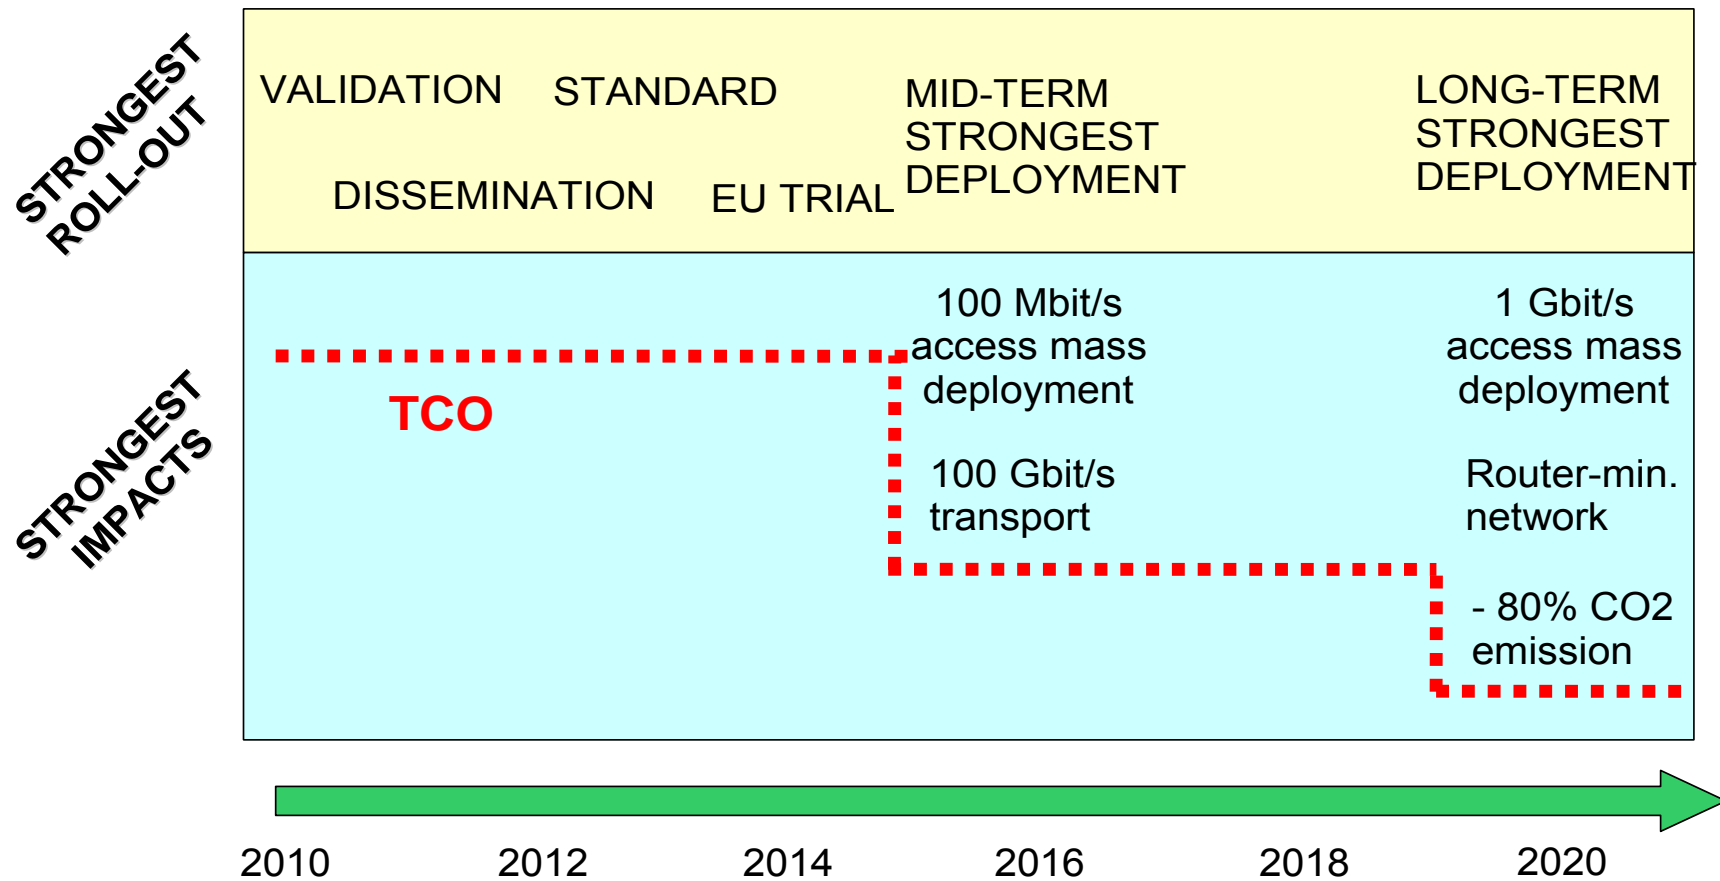 STRONGEST
ROLL-OUT
VALIDATION
STANDARD
DISSEMINATION
EU TRIAL
MID-TERM
STRONGEST
DEPLOYMENT
LONG-TERM
STRONGEST
DEPLOYMENT
STRONGEST
IMPACTS
TCO
100 Mbit/s
access mass
deployment
100 Gbit/s
transport
1 Gbit/s
access mass
deployment
Router-min.
network
- 80% CO2
emission
2010
2012
2014
2016
2018
2020